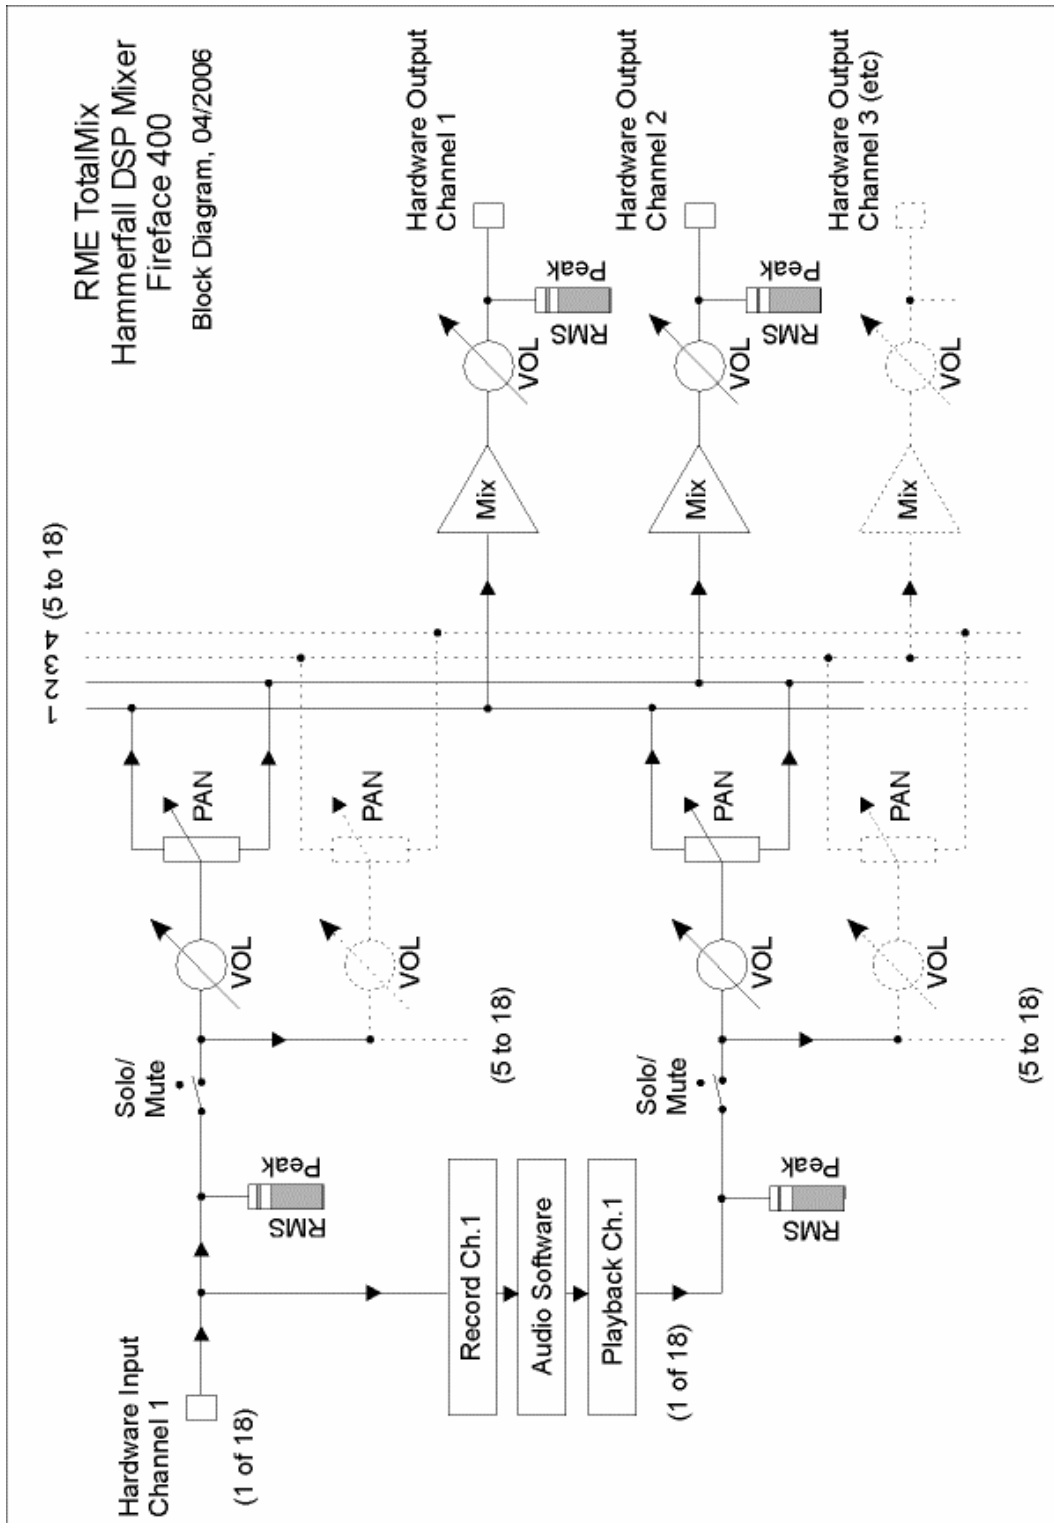 RME TotalMix
Hammerfall DSP Mixer
Fireface 400
Block Diagram, 04/2006
Hardware Input
Channel 1
(1 of 18)
Peak
RMS
Solo/
Mute
(5 to 18)
VOL
VOL
PAN
PAN
1 2 3 4 (5 to 18)
Record Ch.1
Audio Software
Playback Ch.1
(1 of 18)
Peak
RMS
Solo/
Mute
(5 to 18)
VOL
VOL
PAN
PAN
Mix
VOL
RMS
Peak
Hardware Output
Channel 1
Mix
VOL
RMS
Peak
Hardware Output
Channel 2
Mix
VOL
Hardware Output
Channel 3 (etc)